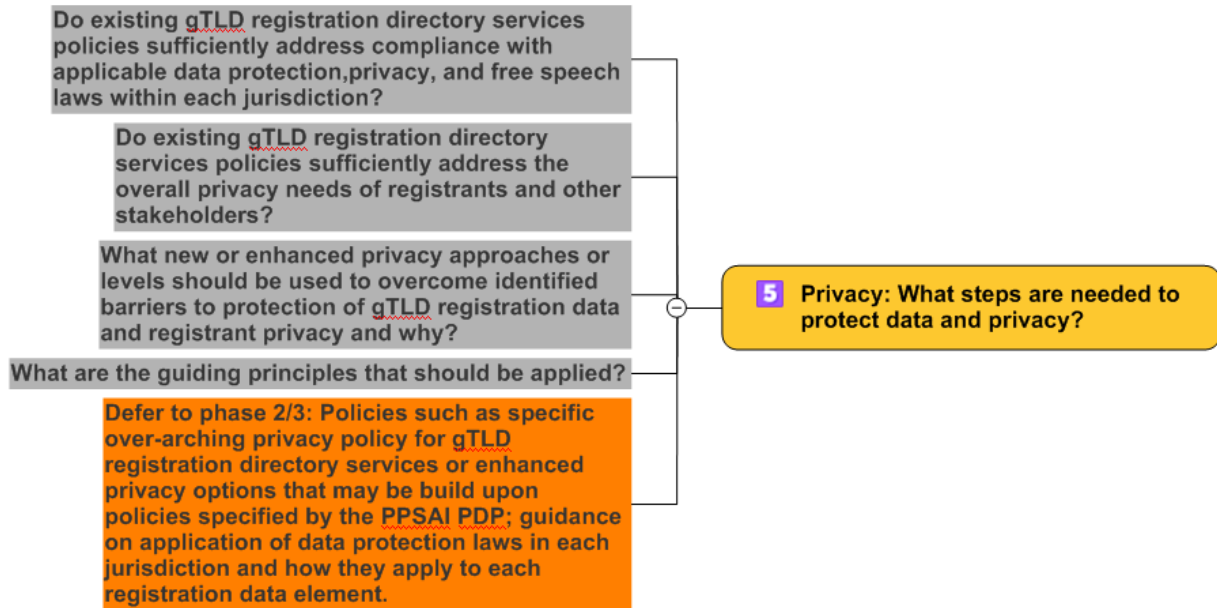 Do existing gTLD registration directory services
policies sufficiently address compliance with
applicable data protection,privacy, and free speech
laws within each jurisdiction?
Do existing gTLD registration directory
services policies sufficiently address the
overall privacy needs of registrants and other
stakeholders?
What new or enhanced privacy approaches or
levels should be used to overcome identified
barriers to protection of gTLD registration data
and registrant privacy and why?
What are the guiding principles that should be applied?
Defer to phase 2/3: Policies such as specific
over-arching privacy policy for gTLD
registration directory services or enhanced
privacy options that may be build upon
policies specified by the PPSAI PDP; guidance
on application of data protection laws in each
jurisdiction and how they apply to each
registration data element.
5 Privacy: What steps are needed to
protect data and privacy?